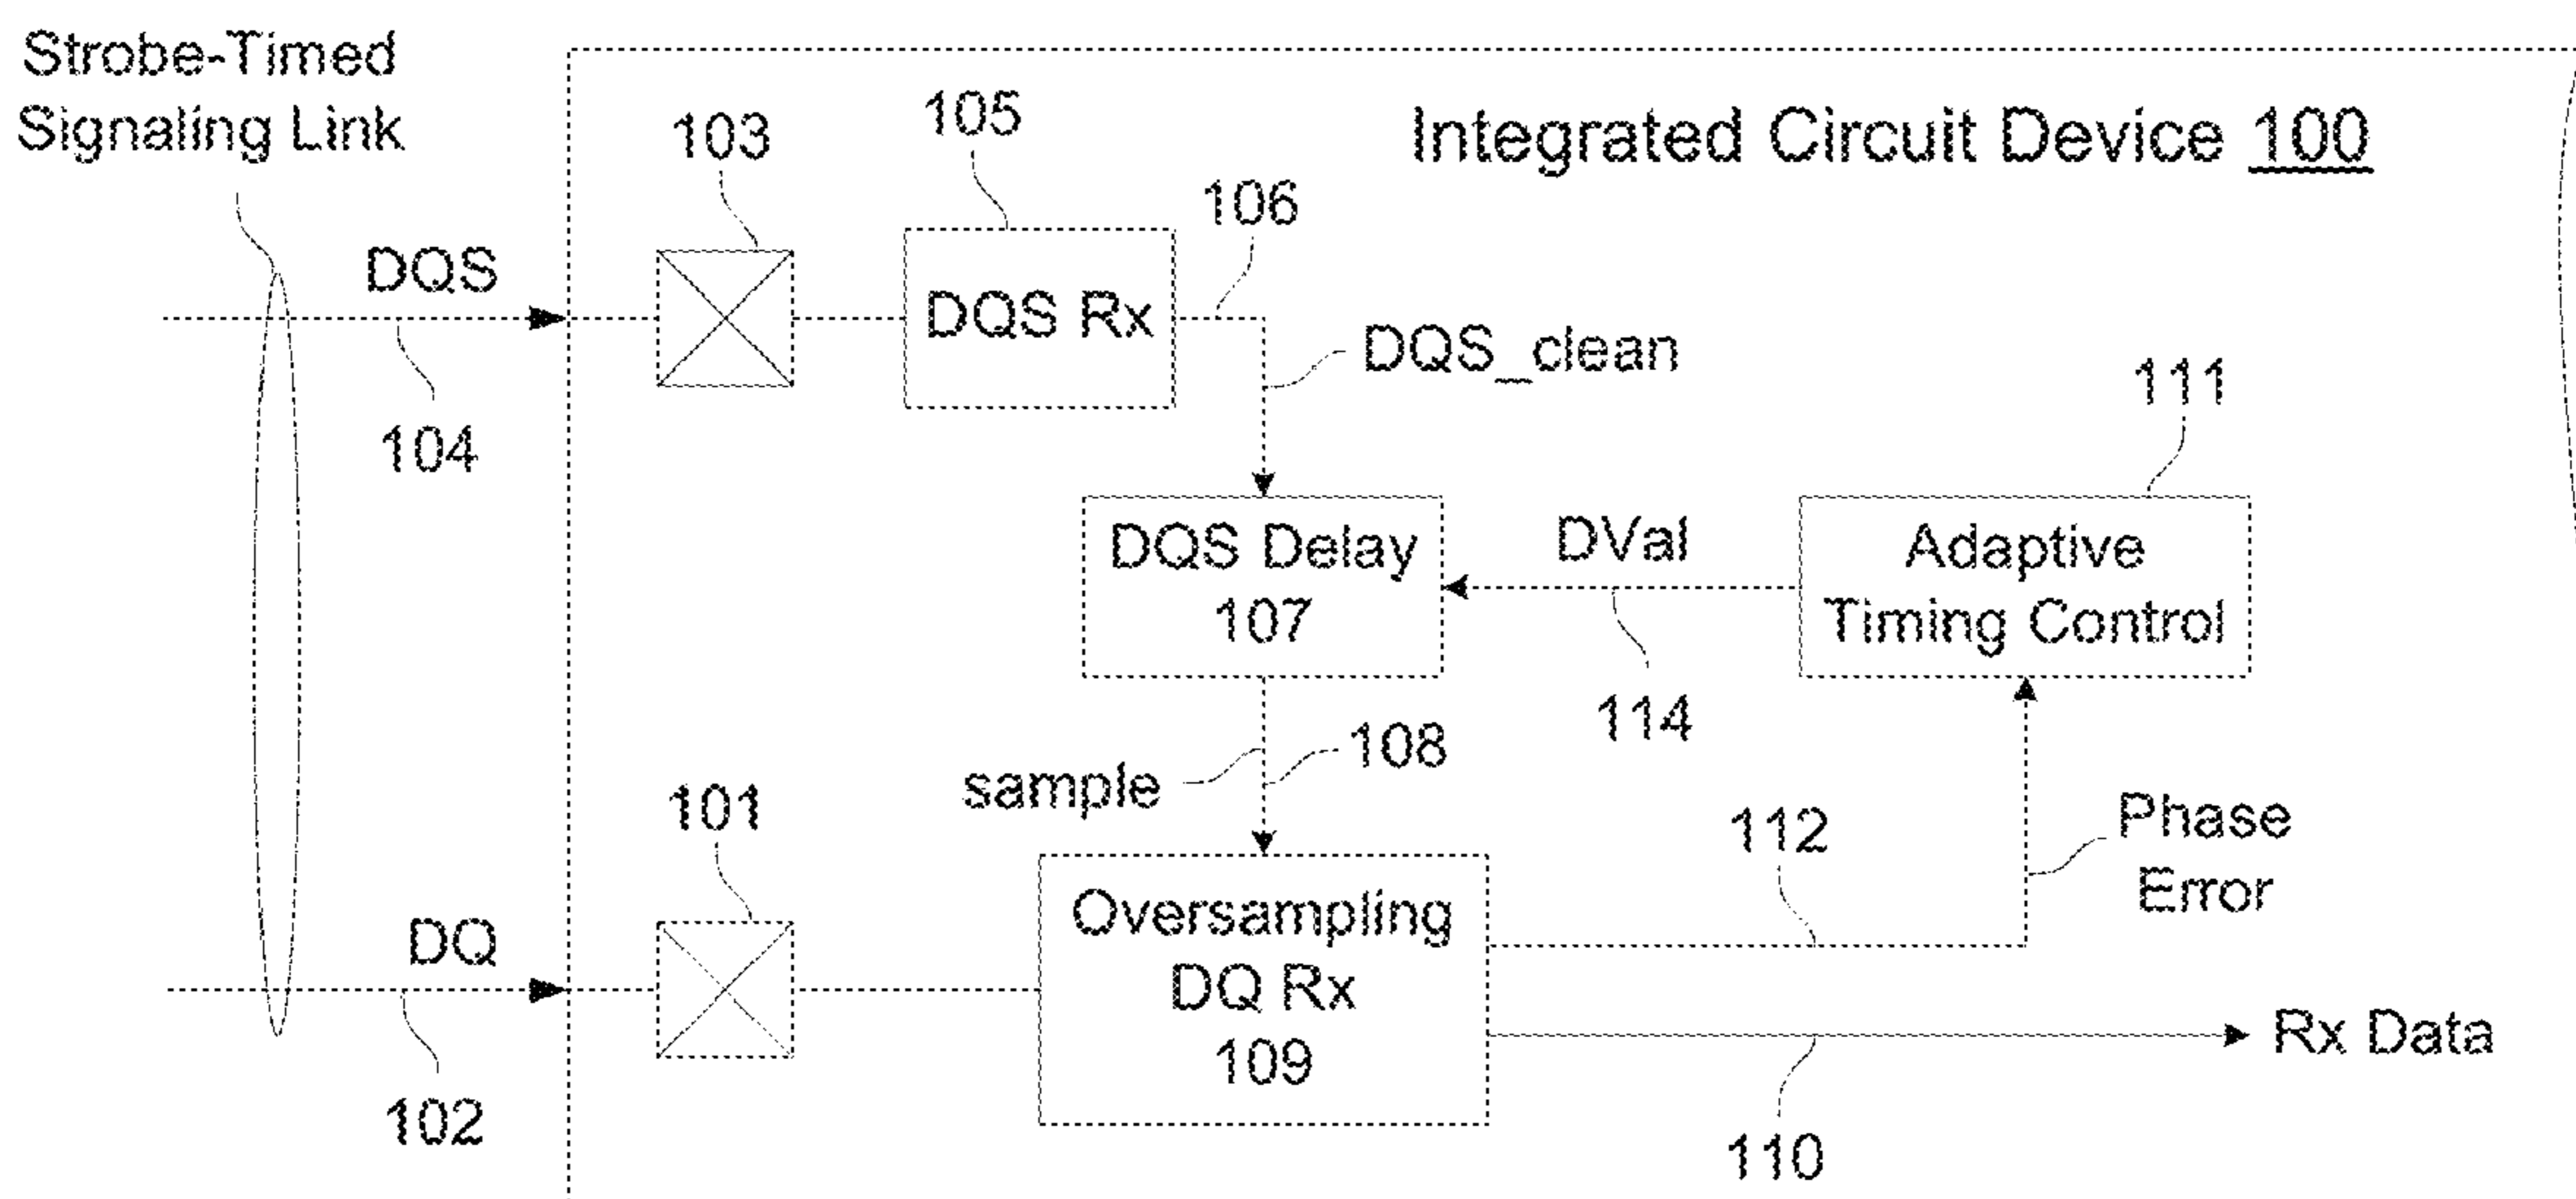 Strobe-Timed
Signaling Link
Integrated Circuit Device 100
103
105
106
DQS
DQS Rx
DQS_clean
104
111
DQS Delay
107
DVal
Adaptive
Timing Control
114
sample
108
101
112
Phase
Error
DQ
Oversampling
DQ Rx
109
Rx Data
102
110